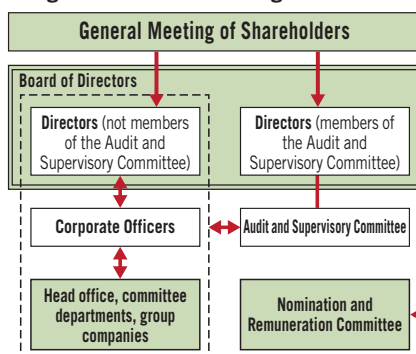 General Meeting of Shareholders
Board of Directors
Directors (not members
of the Audit and
Supervisory Committee)
Directors (members of
the Audit and
Supervisory Committee)
Corporate Officers
Audit and Supervisory Committee
Head office, committee
departments, group
companies
Nomination and
Remuneration Committee